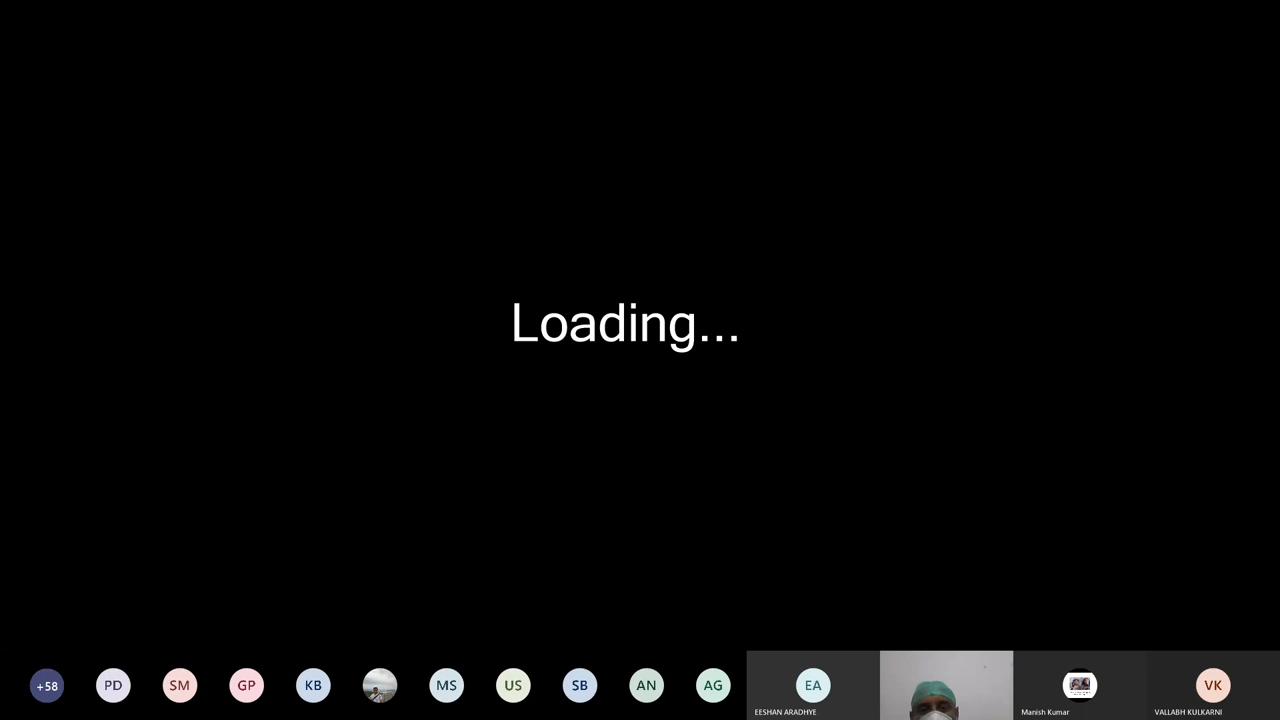 Loading...
+58
PD
SM
GP
KB
MS
US
SB
AN
AG
EA
EESHAN ARADHYE
Manish Kumar
VK
VALLABH KULKARNI